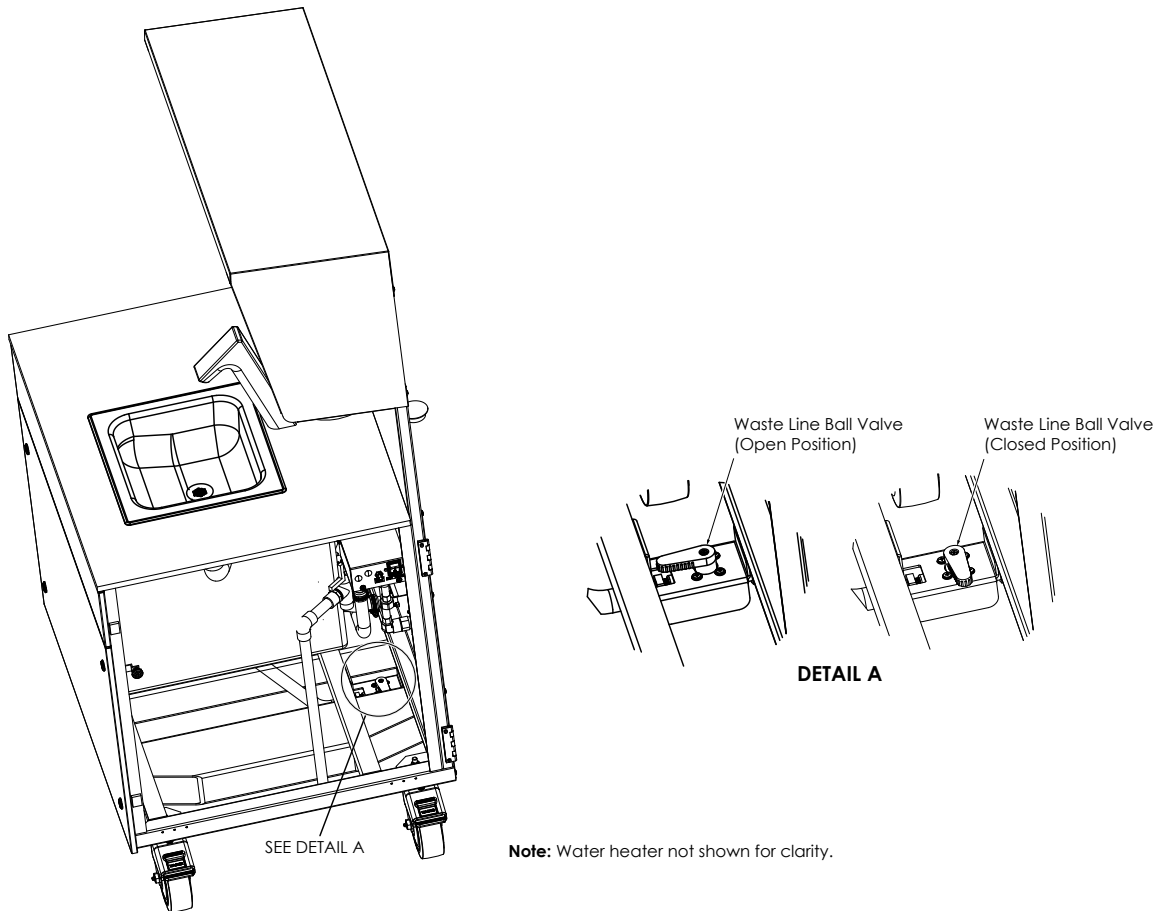 Waste Line Ball Valve
(Open Position)
Waste Line Ball Valve
(Closed Position)
DETAIL A
SEE DETAIL A
Note: Water heater not shown for clarity.